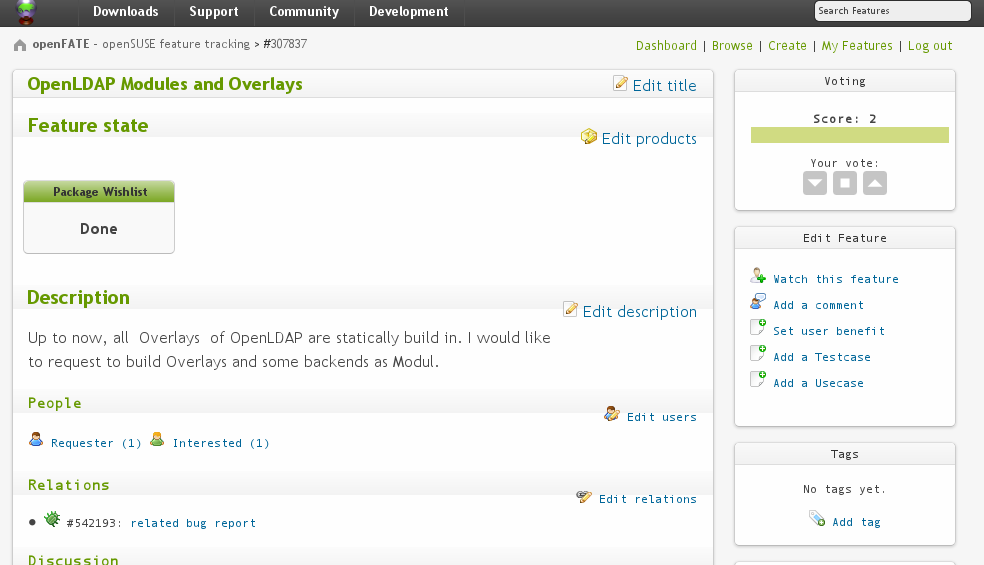 Downloads Support Community Development
Search Features
openFATE - openSUSE feature tracking > #307837
Dashboard | Browse | Create | My Features | Log out
OpenLDAP Modules and Overlays
Edit title
Feature state
Edit products
Package Wishlist
Done
Description
Edit description
Up to now, all Overlays of OpenLDAP are statically build in. I would like
to request to build Overlays and some backends as Modul.
People
Edit users
Requester (1) Interested (1)
Relations
Edit relations
• #542193: related bug report
Discussion
Voting
Score: 2
Your vote:
Edit Feature
Watch this feature
Add a comment
Set user benefit
Add a Testcase
Add a Usecase
Tags
No tags yet.
Add tag